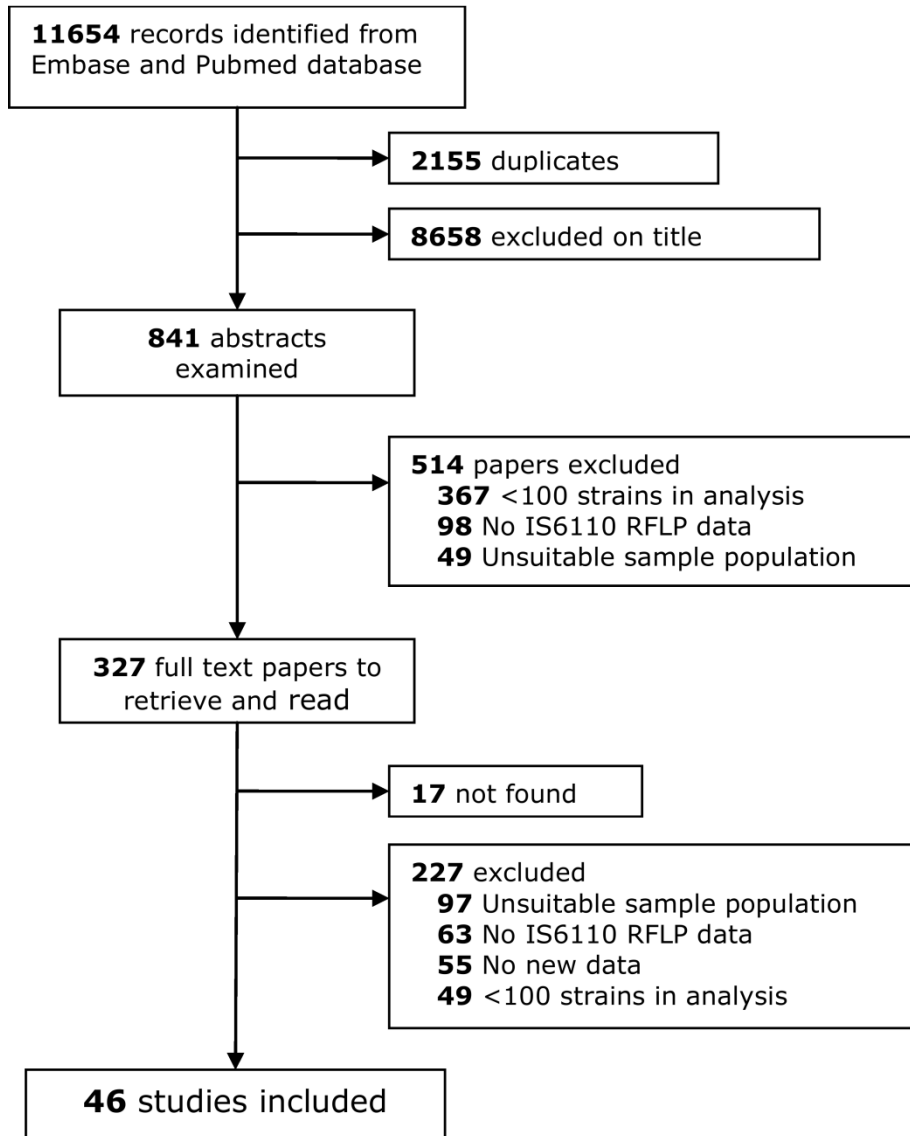 11654 records identified from
Embase and Pubmed database
2155 duplicates
8658 excluded on title
841 abstracts
examined
514 papers excluded
367 <100 strains in analysis
98 No IS6110 RFLP data
49 Unsuitable sample population
327 full text papers to
retrieve and read
17 not found
227 excluded
97 Unsuitable sample population
63 No IS6110 RFLP data
55 No new data
49 <100 strains in analysis
46 studies included